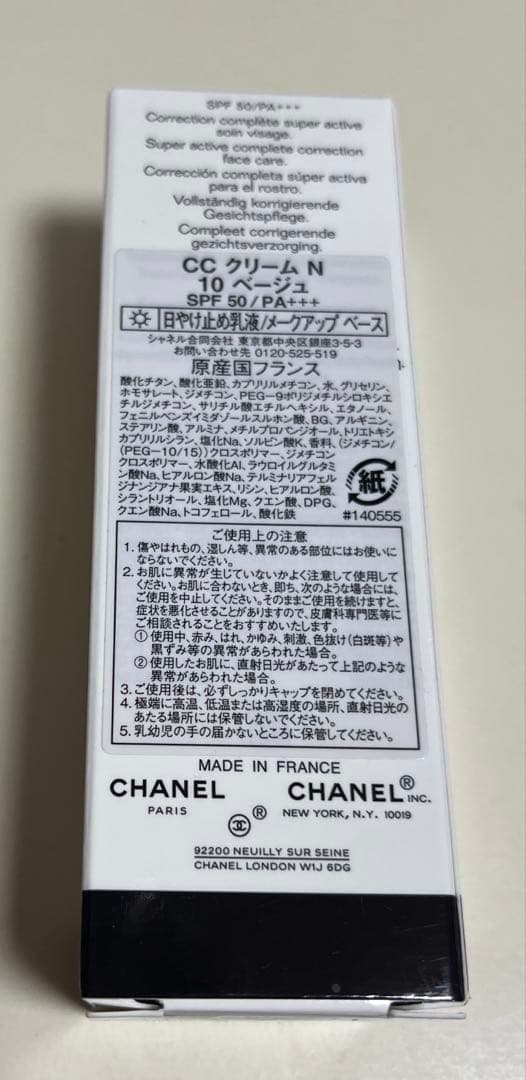 SPF 50/PA+++
Correction complète super active
soin visage.
Super active complete correction
face care.
Corrección completa súper activa
para el rostro.
Vollständig korrigierende
Gesichtspflege.
Compleet corrigerende
gezichtsverzorging.
CC クリーム N
10 ベージュ
SPF 50/PA+++
日やけ止め乳液/メークアップ ベース
シャネル合同会社 東京都中央区銀座3-5-3
お問い合わせ先 0120-525-519
原産国フランス
酸化チタン、酸化亜鉛、カプリリルメチコン、水、グリセリン、
ホモサレート、ジメチコン、PEG-9ポリジメチルシロキシエ
チルジメチコン、サリチル酸エチルヘキシル、エタノール、
フェニルベンズイミダゾールスルホン酸、BG、アルギニン、
ステアリン酸、アルミナ、メチルプロパンジオール、トリエトキシ
カプリリルシラン、塩化Na、ソルビン酸K、香料、(ジメチコン/
(PEG-10/15))クロスポリマー、ジメチコン
クロスポリマー、水酸化Al、ラウロイルグルタ
ミン酸Na、ヒアルロン酸Na、テルミナリアフェル
ジナンジアナ果実エキス、リシン、ヒアルロン酸、
シラントリオール、塩化Mg、クエン酸、DPG、
クエン酸Na、トコフェロール、酸化鉄
紙
#140555
ご使用上の注意
1. 傷やはれもの、湿しん等、異常のある部位にはお使いに
ならないでください。
2. お肌に異常が生じていないかよく注意して使用して
ください。お肌に合わないとき、即ち、次のような場合には、
ご使用を中止してください。そのままご使用を続けますと、
症状を悪化させることがありますので、皮膚科専門医等に
ご相談されることをおすすめいたします。
① 使用中、赤み、はれ、かゆみ、刺激、色抜け(白斑等)や
黒ずみ等の異常があらわれた場合。
② 使用したお肌に、直射日光があたって上記のような
異常があらわれた場合。
3. ご使用後は、必ずしっかりキャップを閉めてください。
4. 極端に高温、低温または高湿度の場所、直射日光の
あたる場所には保管しないでください。
5. 乳幼児の手の届かないところに保管してください。
MADE IN FRANCE
CHANEL CHANEL® INC.
PARIS ® NEW YORK, N.Y. 10019
92200 NEUILLY SUR SEINE
CHANEL LONDON W1J 6DG